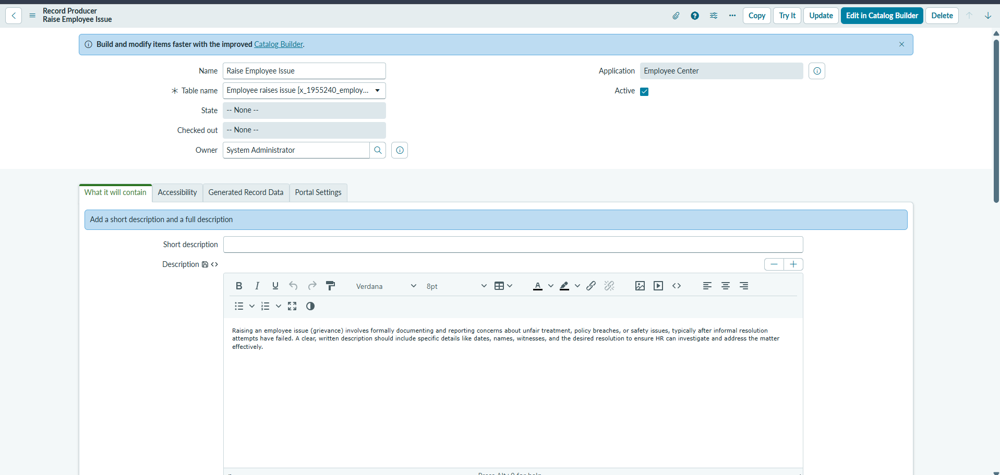 Record Producer
Raise Employee Issue
Copy
Try It
Update
Edit in Catalog Builder
Delete
Build and modify items faster with the improved Catalog Builder.
Name
Raise Employee Issue
Application
Employee Center
Table name
Employee raises issue [x_1955240_employ...
Active
State
-- None --
Checked out
-- None --
Owner
System Administrator
What it will contain
Accessibility
Generated Record Data
Portal Settings
Add a short description and a full description
Short description
Description
Verdana
8pt
Raising an employee issue (grievance) involves formally documenting and reporting concerns about unfair treatment, policy breaches, or safety issues, typically after informal resolution
attempts have failed. A clear, written description should include specific details like dates, names, witnesses, and the desired resolution to ensure HR can investigate and address the matter
effectively.
Press Alt+0 for help